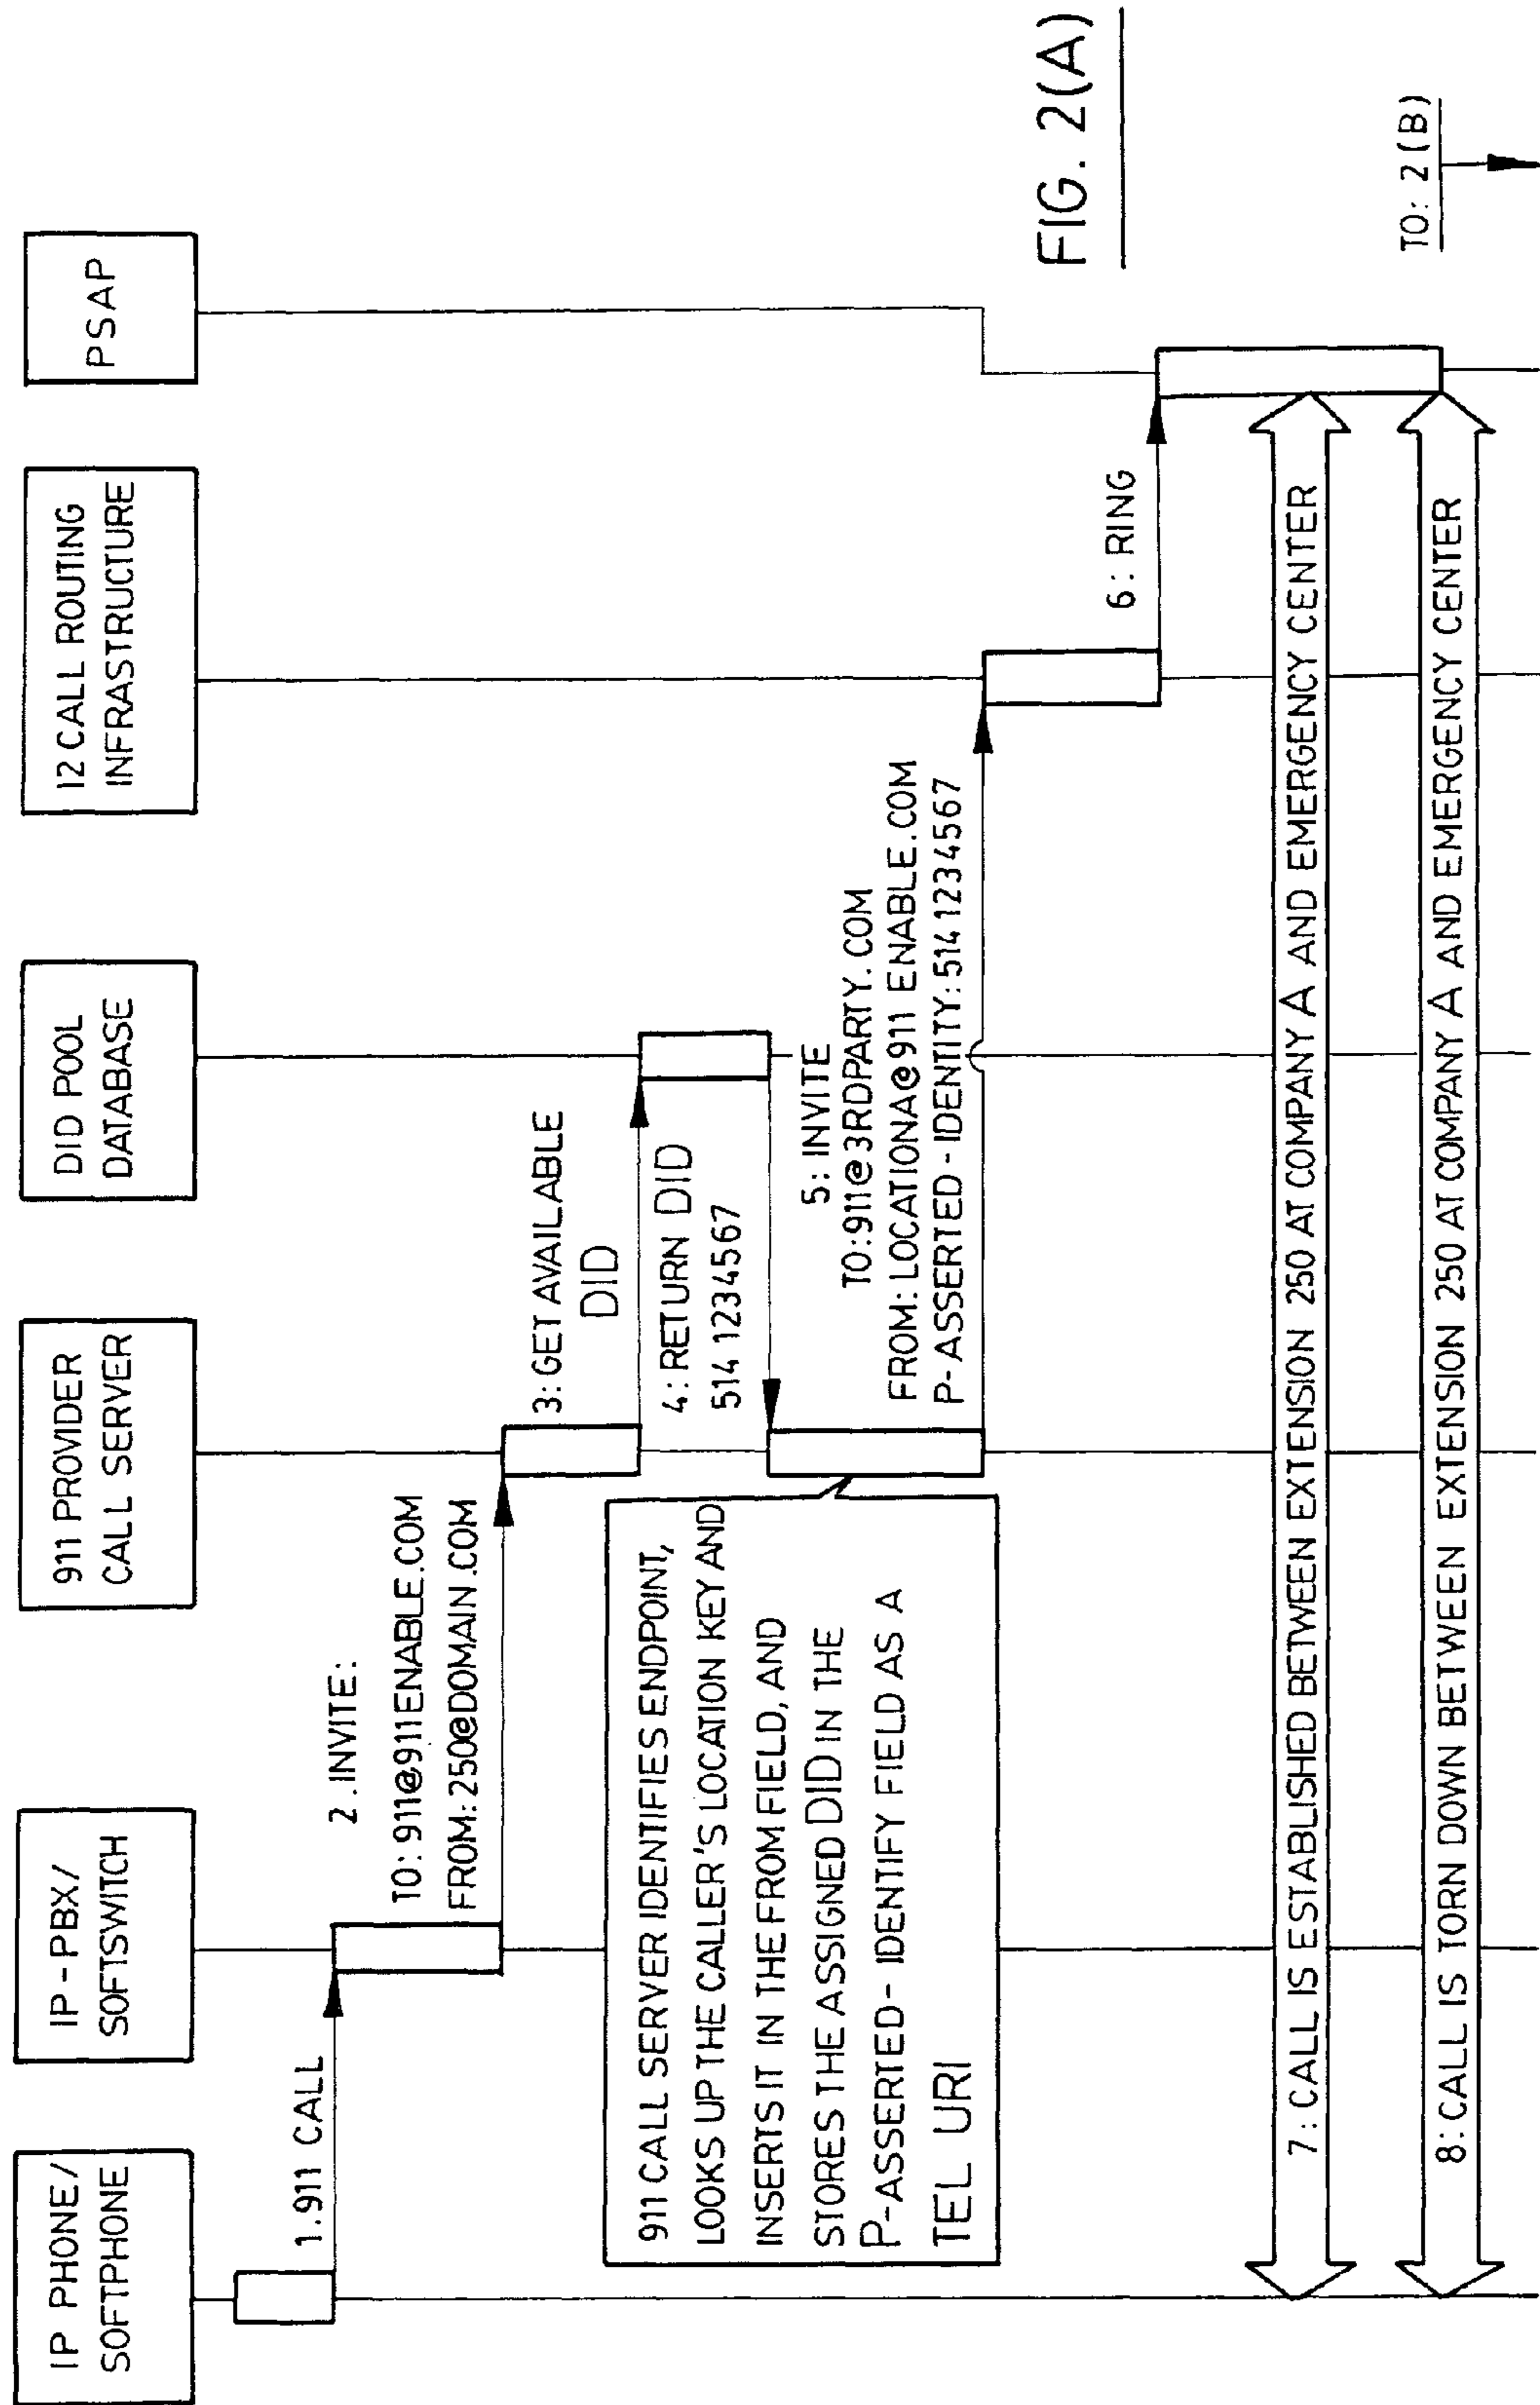 IP PHONE/
SOFTPHONE
IP-PBX/
SOFTSWITCH
911 PROVIDER
CALL SERVER
DID POOL
DATABASE
12 CALL ROUTING
INFRASTRUCTURE
PSAP
1.911 CALL
2.INVITE:
TO:911@911ENABLE.COM
FROM:250@DOMAIN.COM
3:GET AVAILABLE
DID
4:RETURN DID
514 1234567
911 CALL SERVER IDENTIFIES ENDPOINT,
LOOKS UP THE CALLER'S LOCATION KEY AND
INSERTS IT IN THE FROM FIELD, AND
STORES THE ASSIGNED DID IN THE
P-ASSERTED-IDENTIFY FIELD AS A
TEL URI
5:INVITE
TO:911@3RDPARTY.COM
FROM:LOCATIONA@911 ENABLE.COM
P-ASSERTED-IDENTITY:514 1234567
6:RING
7:CALL IS ESTABLISHED BETWEEN EXTENSION 250 AT COMPANY A AND EMERGENCY CENTER
8:CALL IS TORN DOWN BETWEEN EXTENSION 250 AT COMPANY A AND EMERGENCY CENTER
FIG. 2(A)
TO: 2(B)